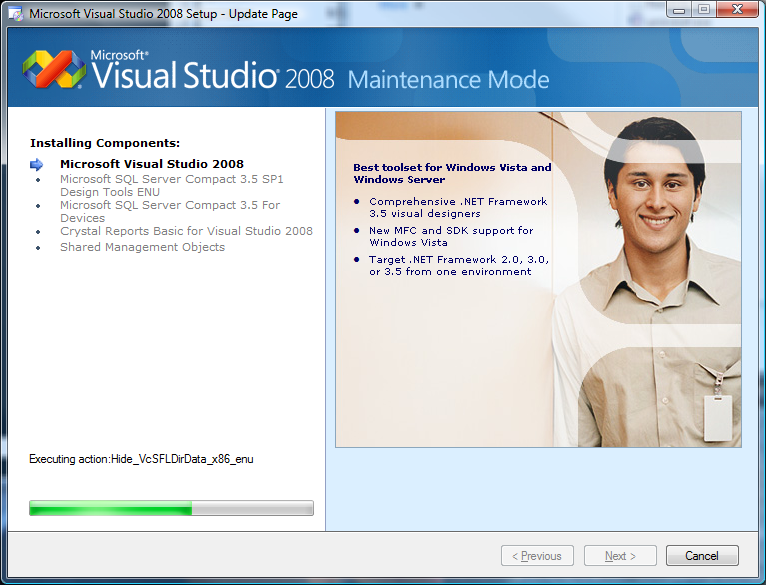 Microsoft Visual Studio 2008 Setup - Update Page
Microsoft®
Visual Studio® 2008 Maintenance Mode
Installing Components:
Microsoft Visual Studio 2008
Microsoft SQL Server Compact 3.5 SP1
Design Tools ENU
Microsoft SQL Server Compact 3.5 For
Devices
Crystal Reports Basic for Visual Studio 2008
Shared Management Objects
Best toolset for Windows Vista and
Windows Server
Comprehensive .NET Framework
3.5 visual designers
New MFC and SDK support for
Windows Vista
Target .NET Framework 2.0, 3.0,
or 3.5 from one environment
Executing action:Hide_VcSFLDirData_x86_enu
< Previous
Next >
Cancel